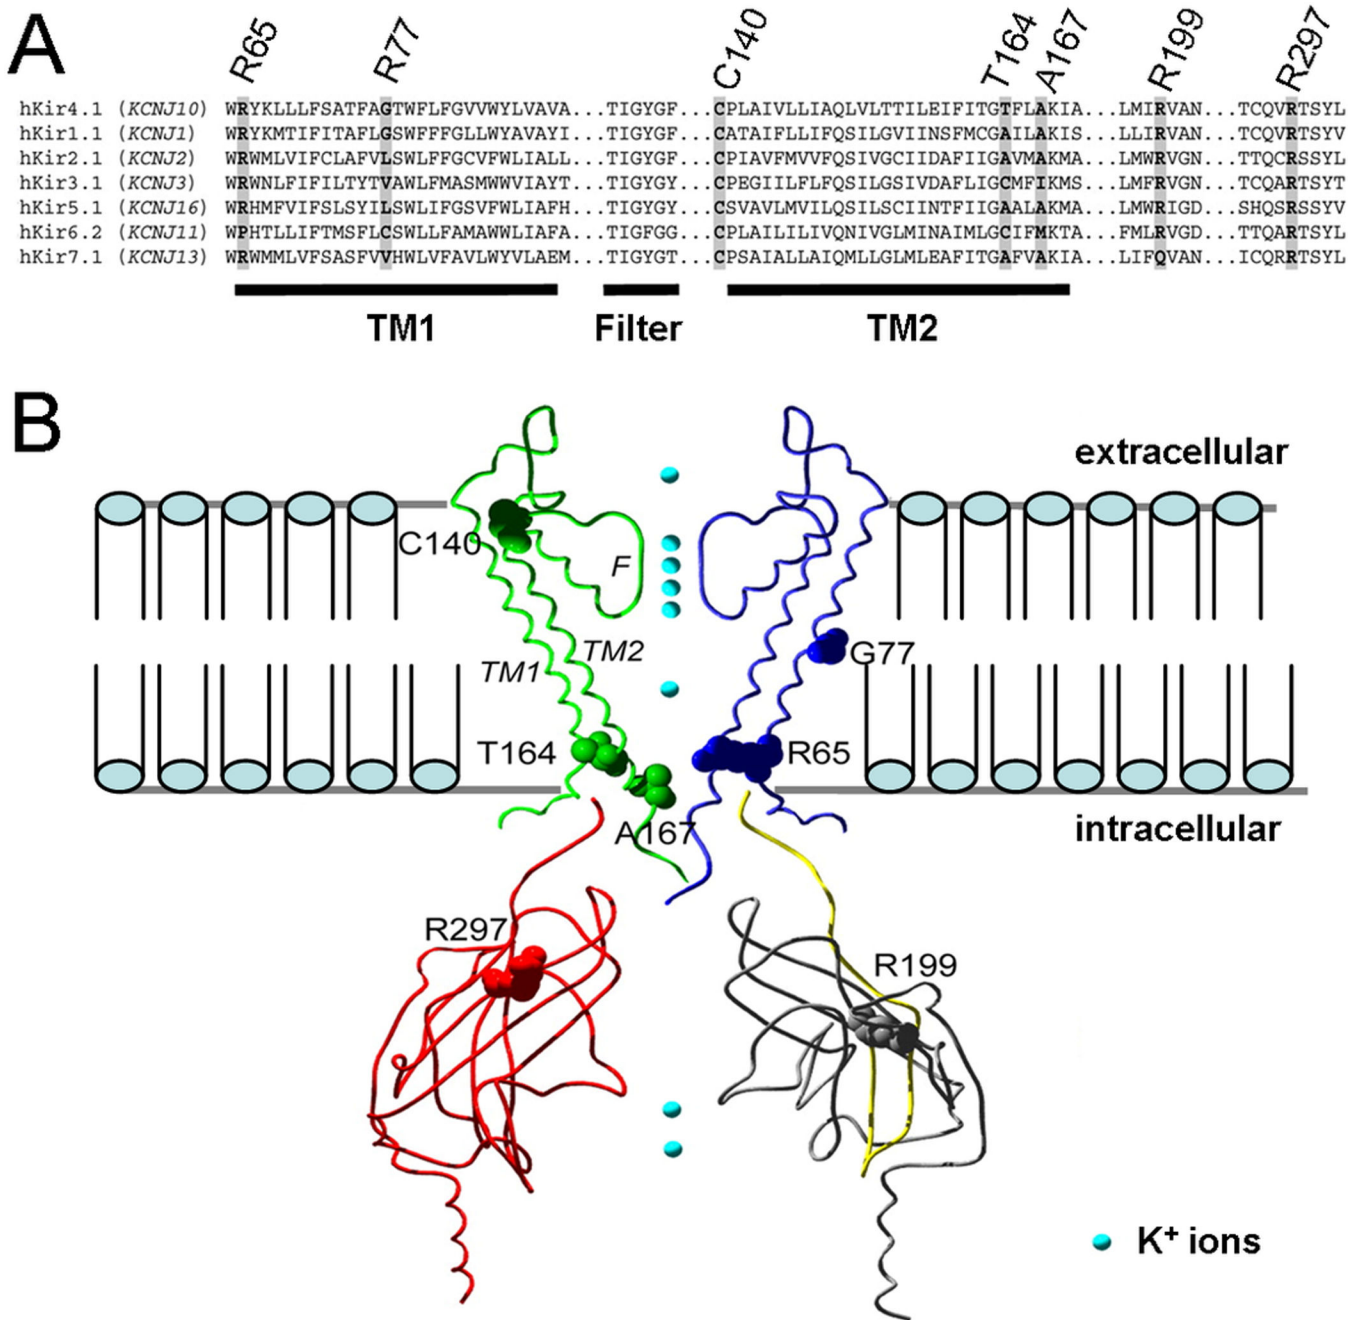 A
R65 R77 C140 T164 A167 R199 R297
hKir4.1 (KCNJ10) WRYKLLLFSATFAGTWFLFGVVWYLVAVA...TIGYGF...CPLAIVLLIAQLVLTTILEIFITGTFLAKIA...LMIRVAN...TCQVRTSYL
hKir1.1 (KCNJ1) WRYKMTIFITAFLGSWFFFGLLWYAVAYI...TIGYGF...CATAIFLLIFQSILGVIINSFMCGAILAKIS...LLIRVAN...TCQVRTSYV
hKir2.1 (KCNJ2) WRWMLVIFCLAFVLSWLFFGCVFWLIALL...TIGYGF...CPIAVFMVVFQSIVGCIIDAFIIGAVMAKMA...LMWRVGN...TTQCRSSYL
hKir3.1 (KCNJ3) WRWNLFIFILTYTVAWLFMASMWWVIAYT...TIGYGY...CPEGIILFLFQSILGSIVDAFLIGCMFIKMS...LMFRVGN...TCQARTSYT
hKir5.1 (KCNJ16) WRHMFVIFSLSYILSWLIFGSVFWLIAFH...TIGYGY...CSVAVLMVILQSILSCIINTFIIGAALAKMA...LMWRIGD...SHQSRSSYV
hKir6.2 (KCNJ11) WPHTLLIFTMSFLCSWLLFAMAWWLIAFA...TIGFGG...CPLAILILIVQNIVGLMINAIMLGCIFMKTA...FMLRVGD...TTQARTSYL
hKir7.1 (KCNJ13) WRWMMLVFSASFVVHWLVFAVLWYVLAEM...TIGYGT...CPSAIALLAIQMLLGLMLEAFITGAFVAKIA...LIFQVAN...ICQRRTSYL
TM1 Filter TM2
B
extracellular
C140
F
TM1 TM2
G77
T164
R65
A167
intracellular
R297
R199
K+ ions